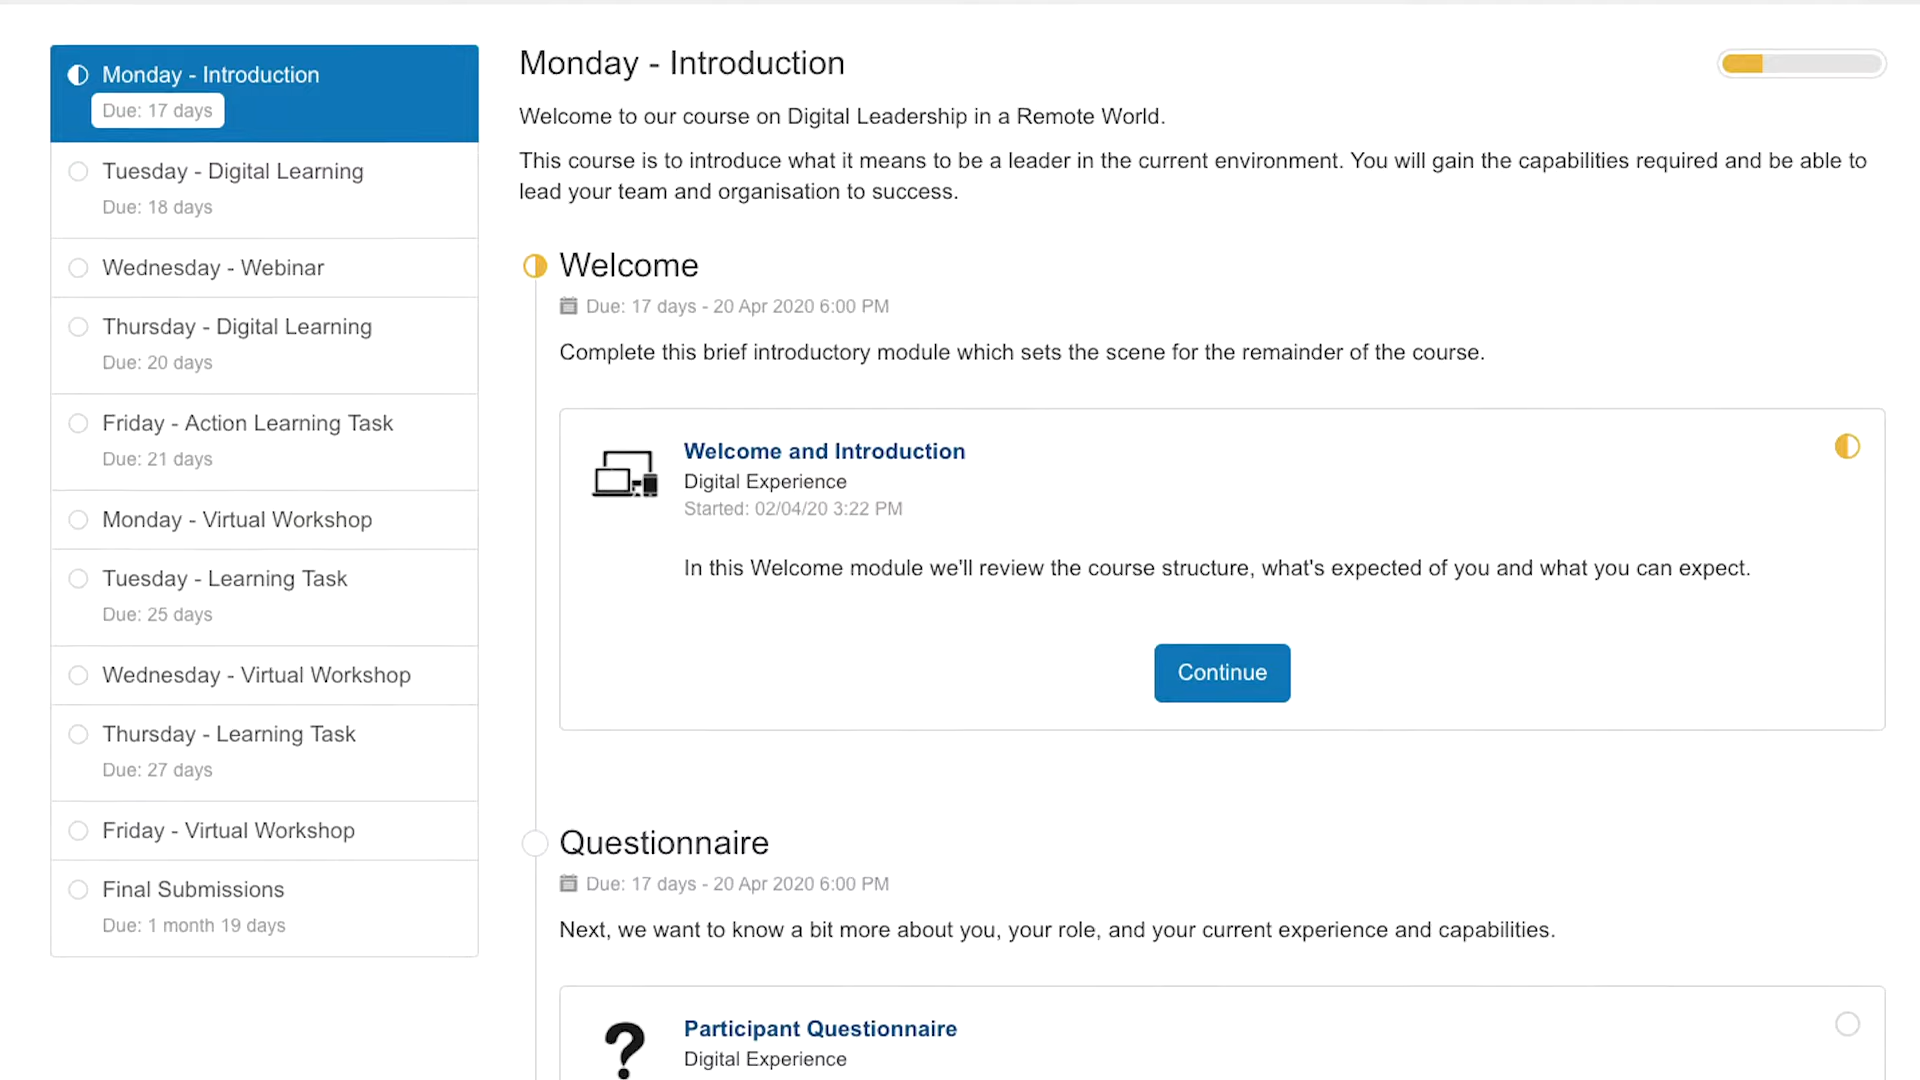 Monday - Introduction
Due: 17 days
Tuesday - Digital Learning
Due: 18 days
Wednesday - Webinar
Thursday - Digital Learning
Due: 20 days
Friday - Action Learning Task
Due: 21 days
Monday - Virtual Workshop
Tuesday - Learning Task
Due: 25 days
Wednesday - Virtual Workshop
Thursday - Learning Task
Due: 27 days
Friday - Virtual Workshop
Final Submissions
Due: 1 month 19 days
Monday - Introduction
Welcome to our course on Digital Leadership in a Remote World.
This course is to introduce what it means to be a leader in the current environment. You will gain the capabilities required and be able to
lead your team and organisation to success.
Welcome
Due: 17 days - 20 Apr 2020 6:00 PM
Complete this brief introductory module which sets the scene for the remainder of the course.
Welcome and Introduction
Digital Experience
Started: 02/04/20 3:22 PM
In this Welcome module we'll review the course structure, what's expected of you and what you can expect.
Continue
Questionnaire
Due: 17 days - 20 Apr 2020 6:00 PM
Next, we want to know a bit more about you, your role, and your current experience and capabilities.
Participant Questionnaire
Digital Experience